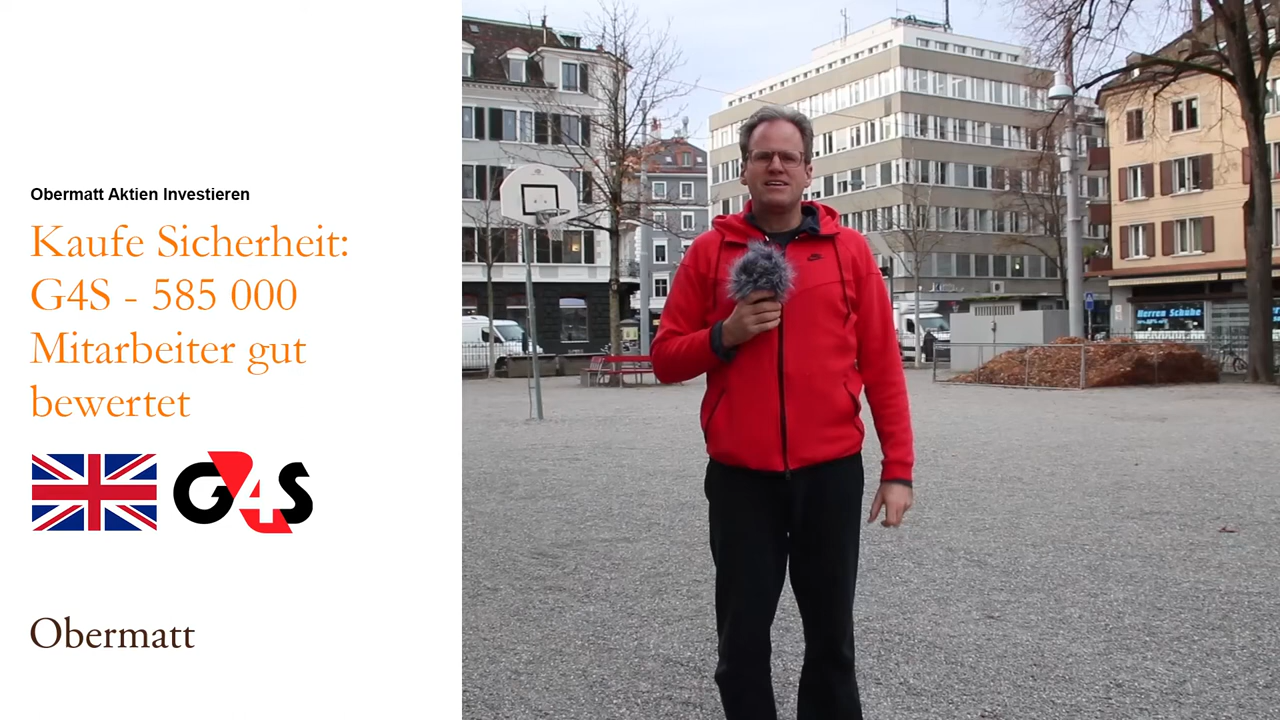 Obermatt Aktien Investieren
Kaufe Sicherheit:
G4S - 585 000
Mitarbeiter gut
bewertet
G4S
Obermatt
Herren Schuhe